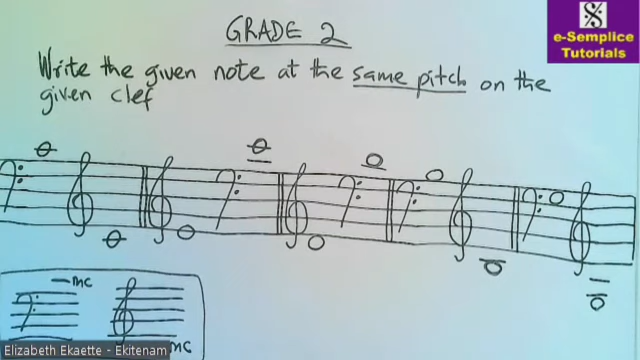 GRADE 2
e-Semplice
Tutorials
Write the given note at the same pitch on the
given clef
mc
mc
Elizabeth Ekaette - Ekitenam